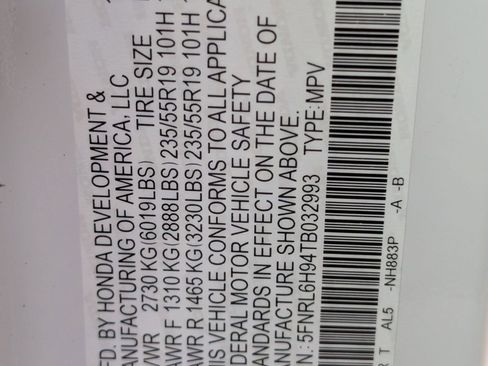 FD. BY HONDA DEVELOPMENT &
ANUFACTURING OF AMERICA, LLC
VWR 2730 KG(6019LBS) TIRE SIZE
AWR F 1310 KG(2888LBS) 235/55R19 101H
AWR R 1465 KG(3230LBS) 235/55R19 101H
IS VEHICLE CONFORMS TO ALL APPLICA
DERAL MOTOR VEHICLE SAFETY
ANDARDS IN EFFECT ON THE DATE OF
NUFACTURE SHOWN ABOVE.
N.: 5FNRL6H94TB032993 TYPE: MPV
R T AL5 -NH883P -A -B